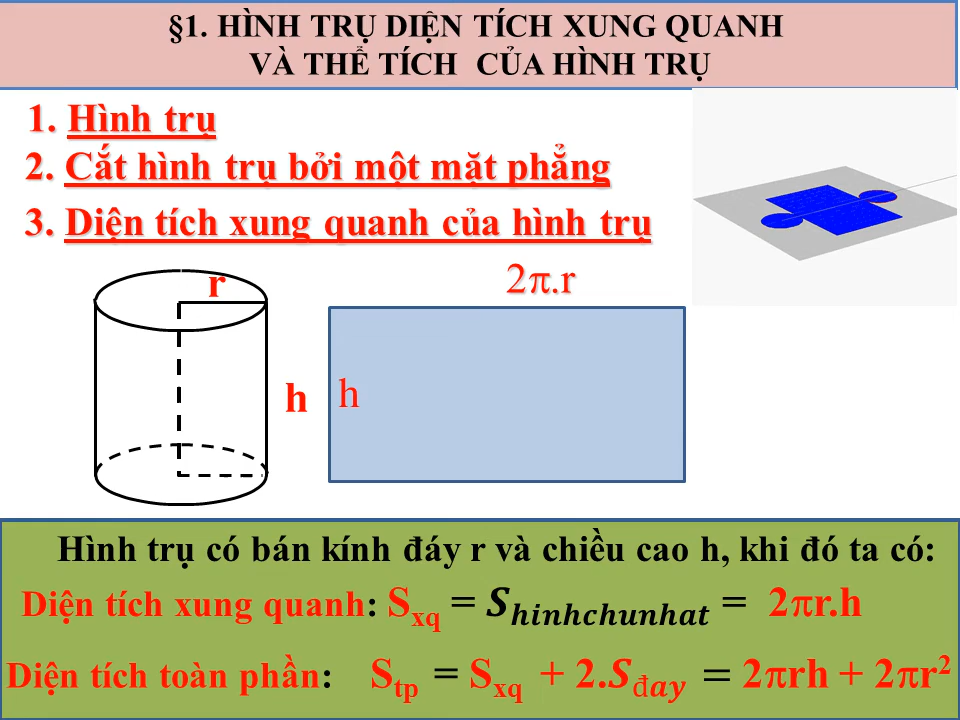 §1. HÌNH TRỤ DIỆN TÍCH XUNG QUANH
VÀ THỂ TÍCH CỦA HÌNH TRỤ
1. Hình trụ
2. Cắt hình trụ bởi một mặt phẳng
3. Diện tích xung quanh của hình trụ
r
2π.r
h
h
Hình trụ có bán kính đáy r và chiều cao h, khi đó ta có:
Diện tích xung quanh: Sxq = Shinhchunhat = 2πr.h
Diện tích toàn phần: Stp = Sxq + 2.Sđay = 2πrh + 2πr²